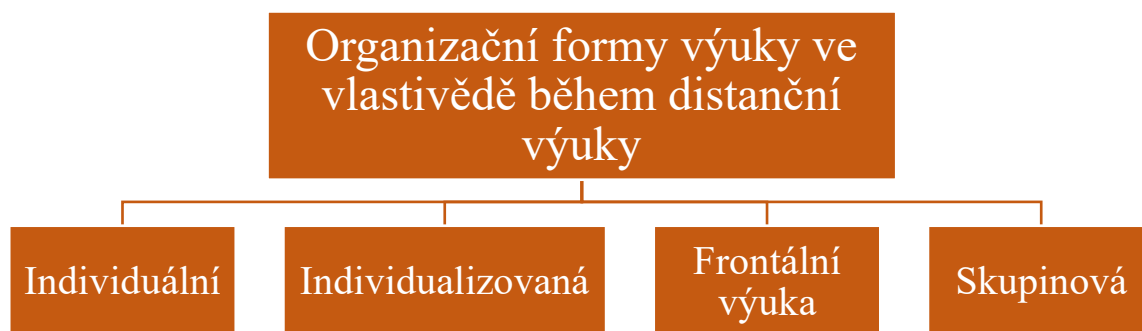 Organizační formy výuky ve
vlastivědě během distanční
výuky
Individuální
Individualizovaná
Frontální
výuka
Skupinová